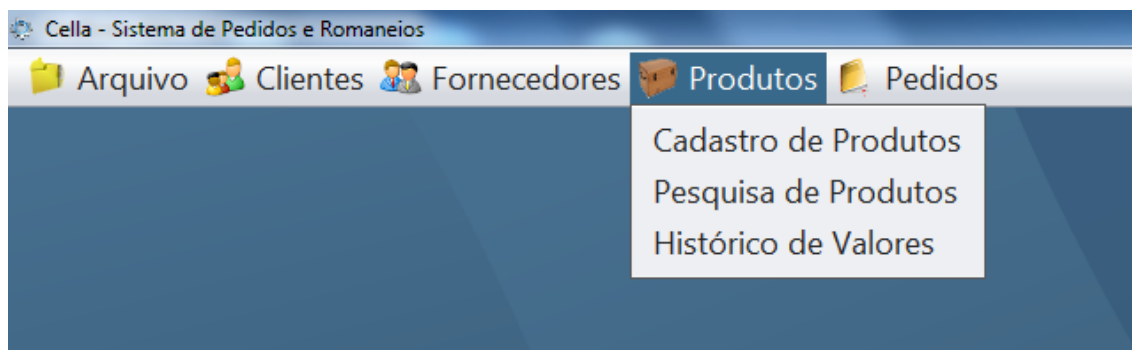 Cella - Sistema de Pedidos e Romaneios
Arquivo Clientes Fornecedores Produtos Pedidos
Cadastro de Produtos
Pesquisa de Produtos
Histórico de Valores